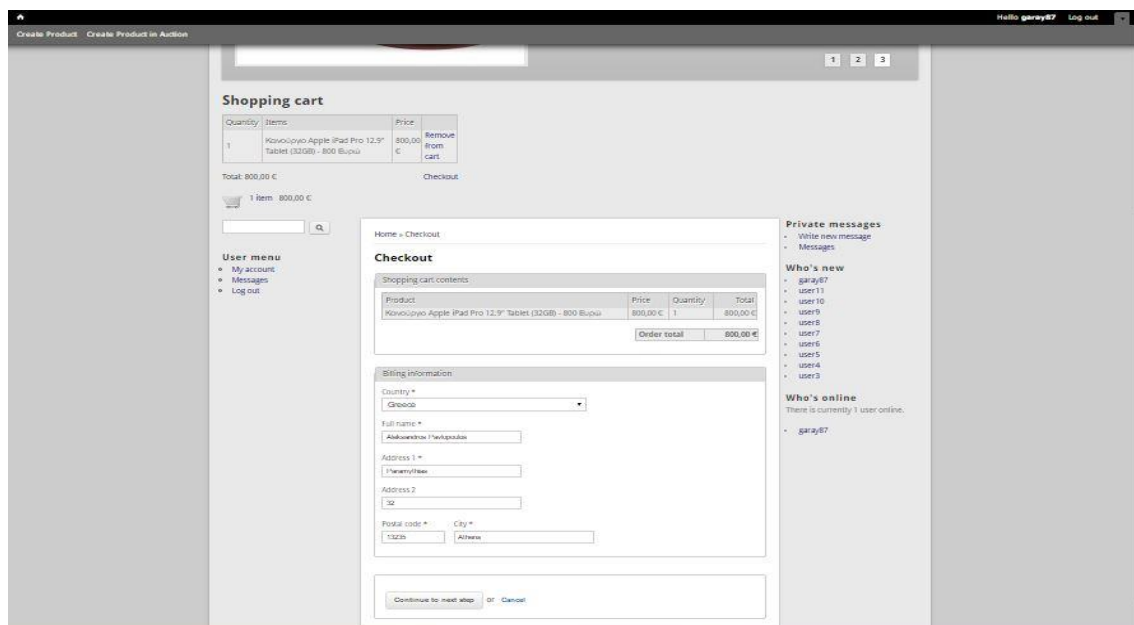 Hello garay87 Log out
Create Product Create Product in Auction
1 2 3
Shopping cart
Quantity Items Price
1 Καινούργιο Apple iPad Pro 12.9" Tablet (32GB) - 800 Ευρώ 800,00 € Remove from cart
Total: 800,00 € Checkout
1 item 800,00 €
User menu
My account
Messages
Log out
Home » Checkout
Checkout
Shopping cart contents
Product Price Quantity Total
Καινούργιο Apple iPad Pro 12.9" Tablet (32GB) - 800 Ευρώ 800,00 € 1 800,00 €
Order total 800,00 €
Billing information
Country *
Greece
Full name *
Aleksandros Pavlopoulos
Address 1 *
Paramythias
Address 2
32
Postal code * City *
13235 Athens
Continue to next step or Cancel
Private messages
Write new message
Messages
Who's new
garay87
user11
user10
user9
user8
user7
user6
user5
user4
user3
Who's online
There is currently 1 user online.
garay87